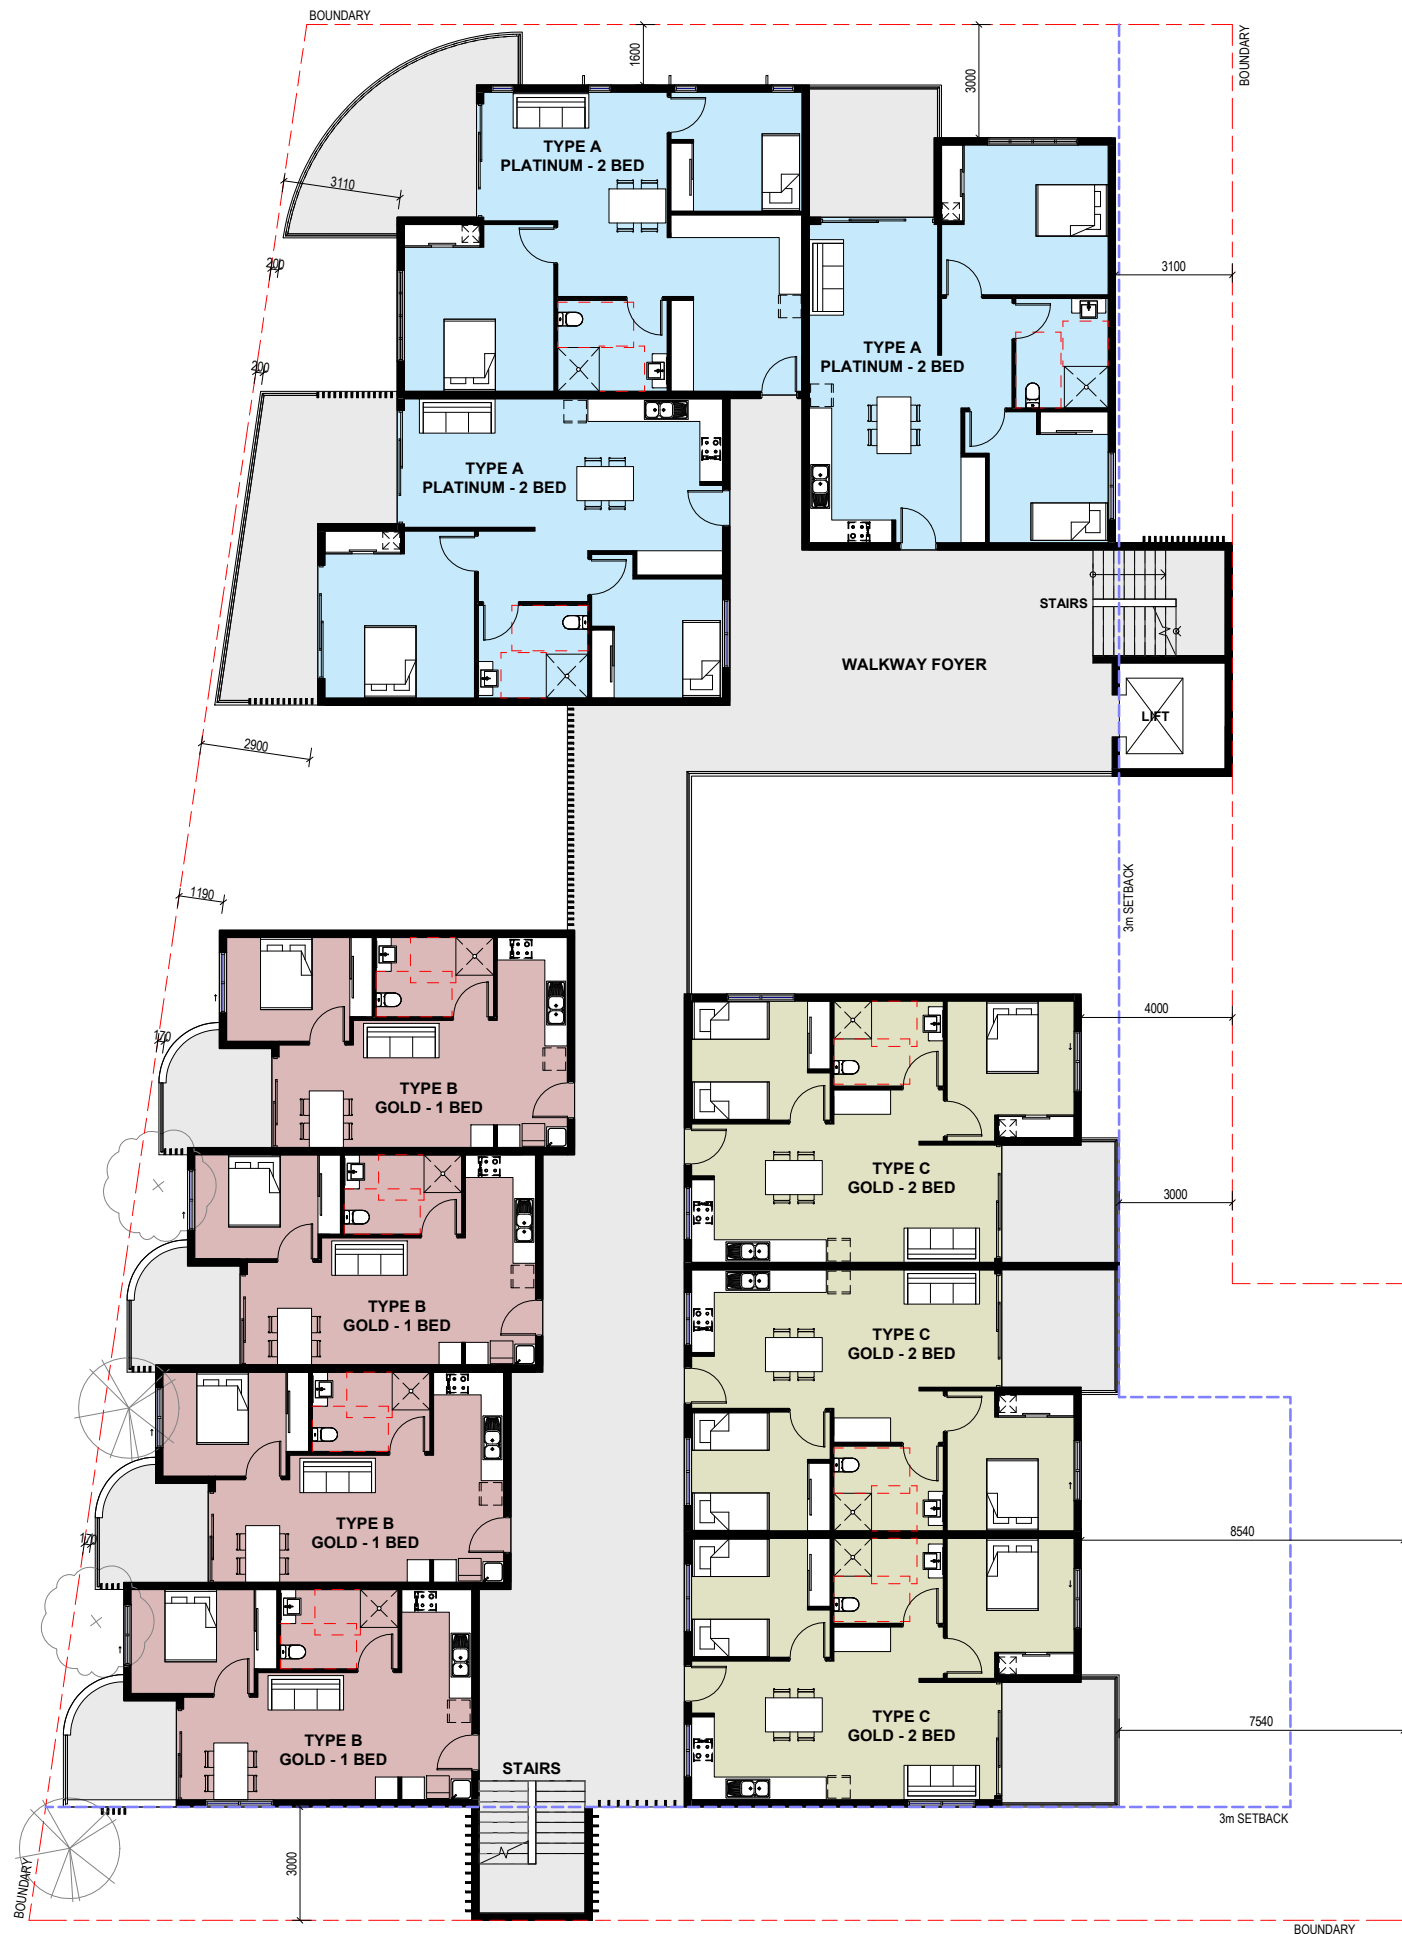 BOUNDARY
BOUNDARY
1600
3000
TYPE A
PLATINUM - 2 BED
3110
200
3100
TYPE A
PLATINUM - 2 BED
200
TYPE A
PLATINUM - 2 BED
STAIRS
WALKWAY FOYER
LIFT
2900
1190
3m SETBACK
4000
170
TYPE B
GOLD - 1 BED
TYPE C
GOLD - 2 BED
3000
TYPE B
GOLD - 1 BED
TYPE C
GOLD - 2 BED
TYPE B
GOLD - 1 BED
170
8540
TYPE C
GOLD - 2 BED
7540
TYPE B
GOLD - 1 BED
STAIRS
3m SETBACK
3000
BOUNDARY
BOUNDARY